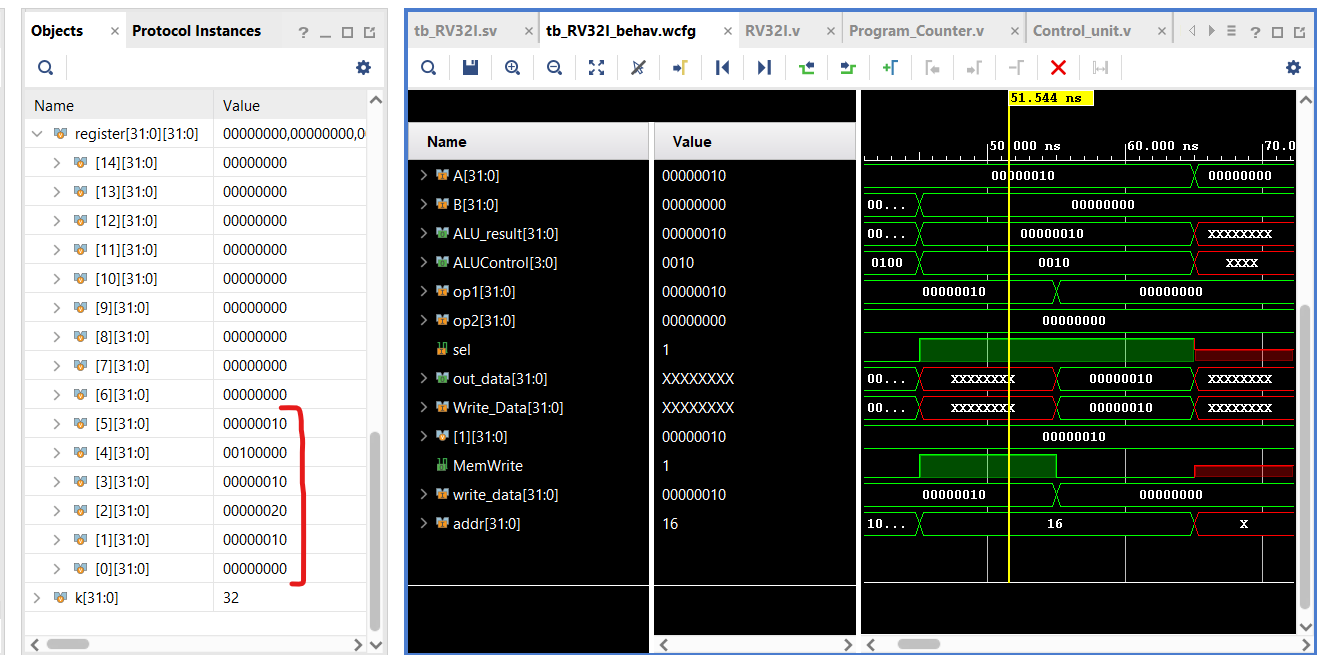 Objects × Protocol Instances ? _
Name Value
register[31:0][31:0] 00000000,00000000,0
[14][31:0] 00000000
[13][31:0] 00000000
[12][31:0] 00000000
[11][31:0] 00000000
[10][31:0] 00000000
[9][31:0] 00000000
[8][31:0] 00000000
[7][31:0] 00000000
[6][31:0] 00000000
[5][31:0] 00000010
[4][31:0] 00100000
[3][31:0] 00000010
[2][31:0] 00000020
[1][31:0] 00000010
[0][31:0] 00000000
k[31:0] 32
tb_RV32I.sv × tb_RV32I_behav.wcfg × RV32I.v × Program_Counter.v × Control_unit.v × ?
51.544 ns
Name Value 50.000 ns 60.000 ns 70.0
A[31:0] 00000010 00000010 00000000
B[31:0] 00000000 00... 00000000
ALU_result[31:0] 00000010 00... 00000010 XXXXXXXX
ALUControl[3:0] 0010 0100 0010 XXXX
op1[31:0] 00000010 00000010 00000000
op2[31:0] 00000000 00000000
sel 1
out_data[31:0] XXXXXXXX 00... XXXXXXXX 00000010 XXXXXXXX
Write_Data[31:0] XXXXXXXX 00... XXXXXXXX 00000010 XXXXXXXX
[1][31:0] 00000010 00000010
MemWrite 1
write_data[31:0] 00000010 00000010 00000000
addr[31:0] 16 10... 16 X